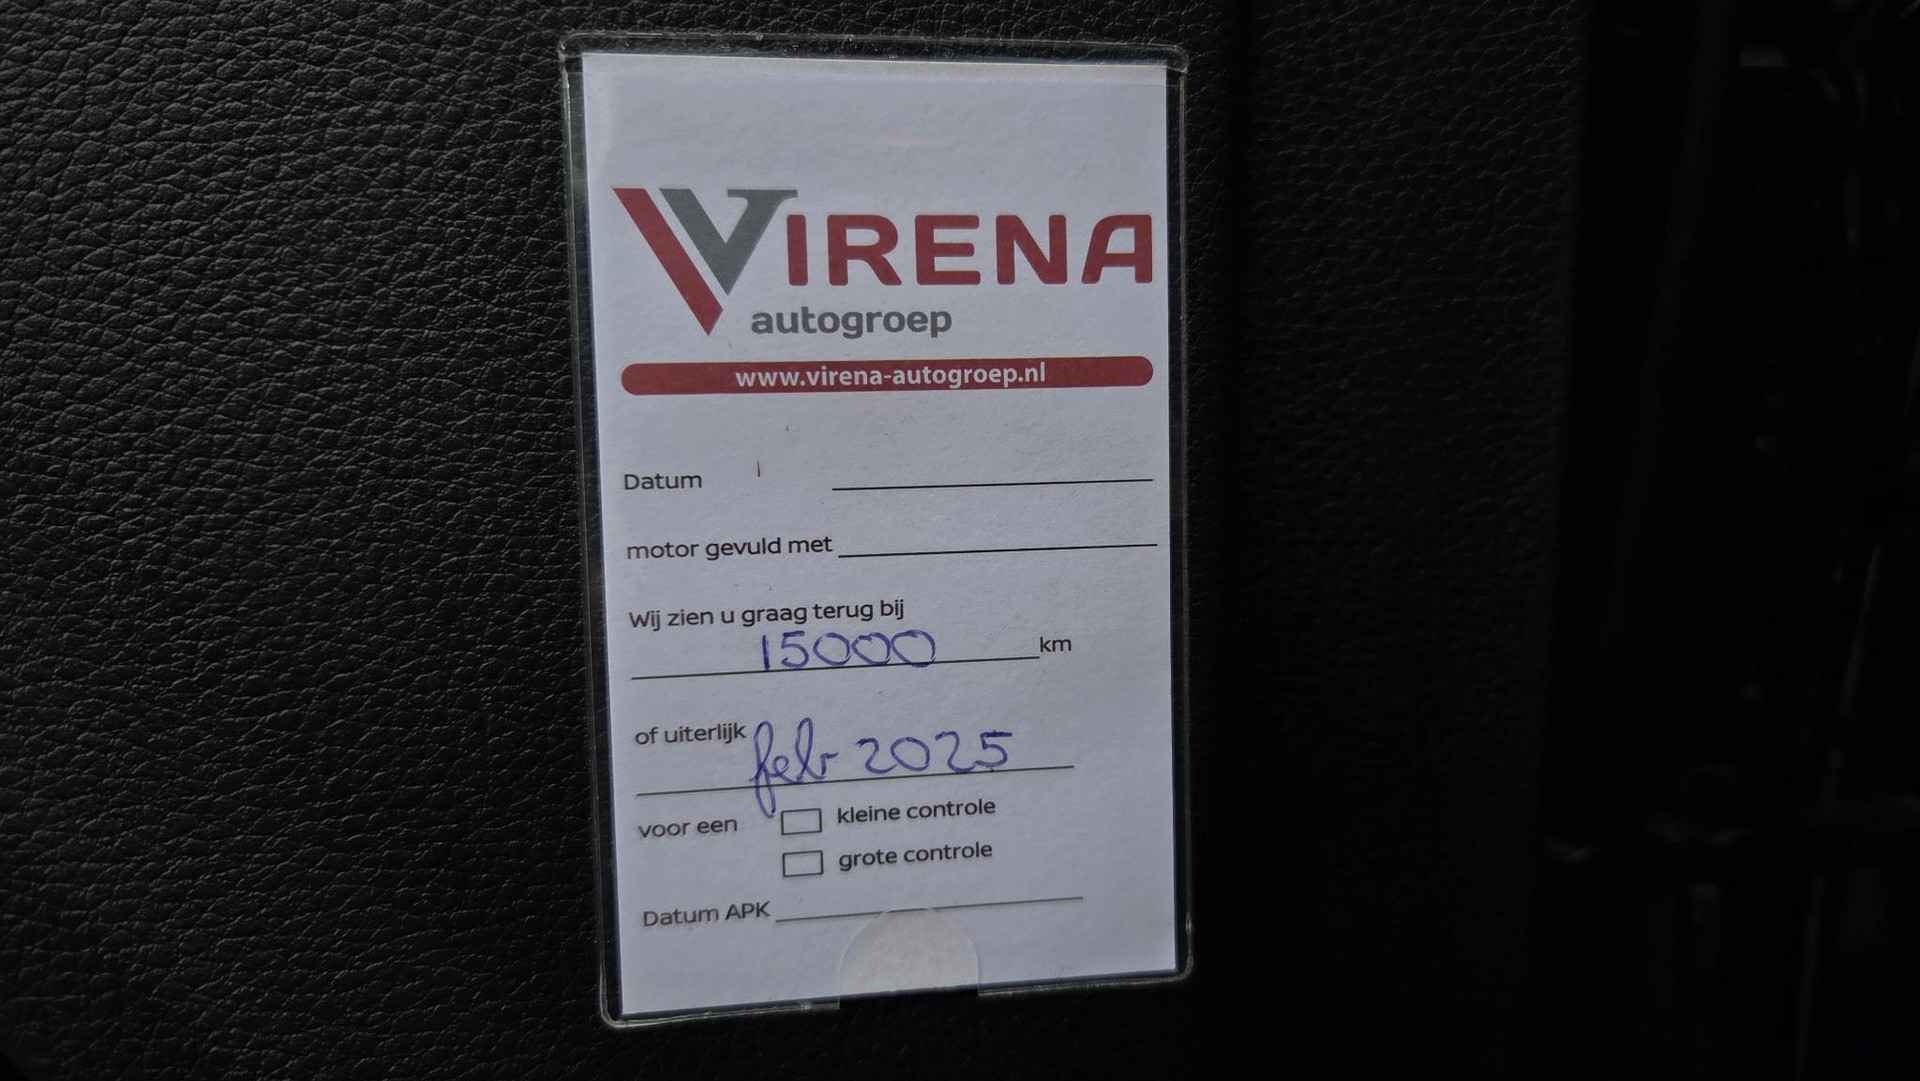 VIRENA
autogroep
www.virena-autogroep.nl
Datum
motor gevuld met
Wij zien u graag terug bij
15000 km
of uiterlijk
feb 2025
voor een kleine controle
grote controle
Datum APK